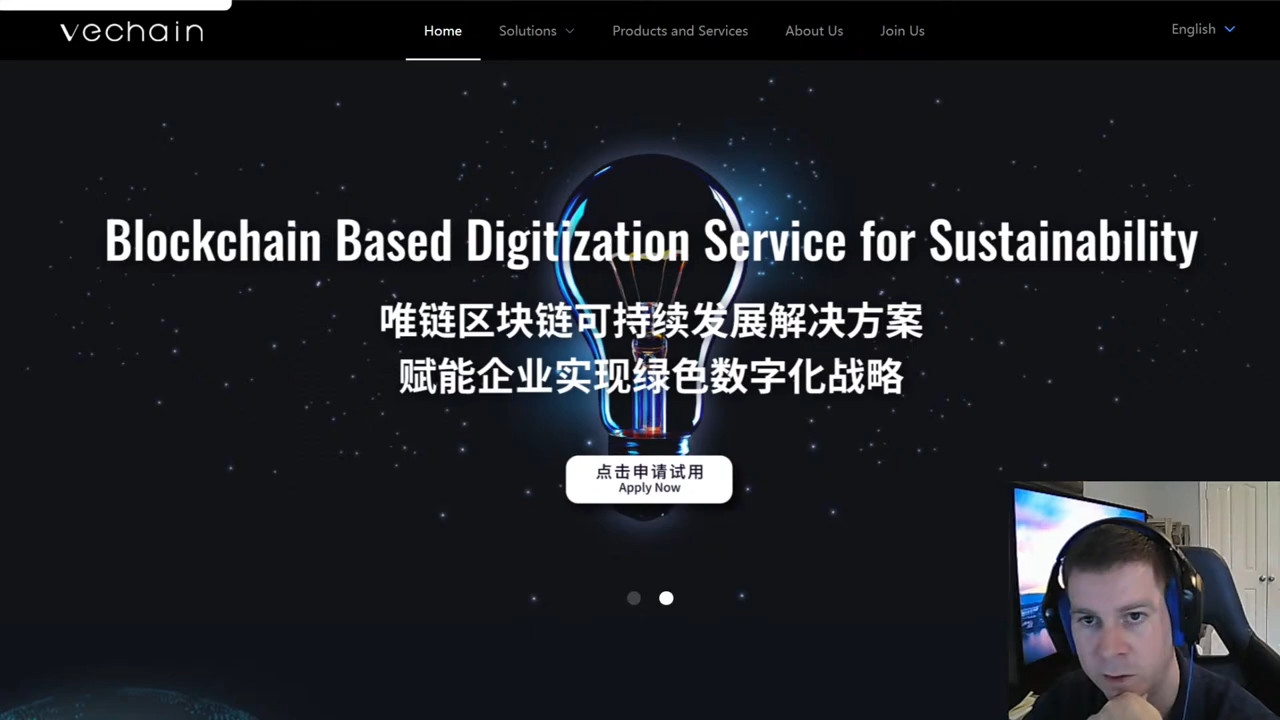 vechain
Home
Solutions
Products and Services
About Us
Join Us
English
Blockchain Based Digitization Service for Sustainability
唯链区块链可持续发展解决方案
赋能企业实现绿色数字化战略
点击申请试用
Apply Now